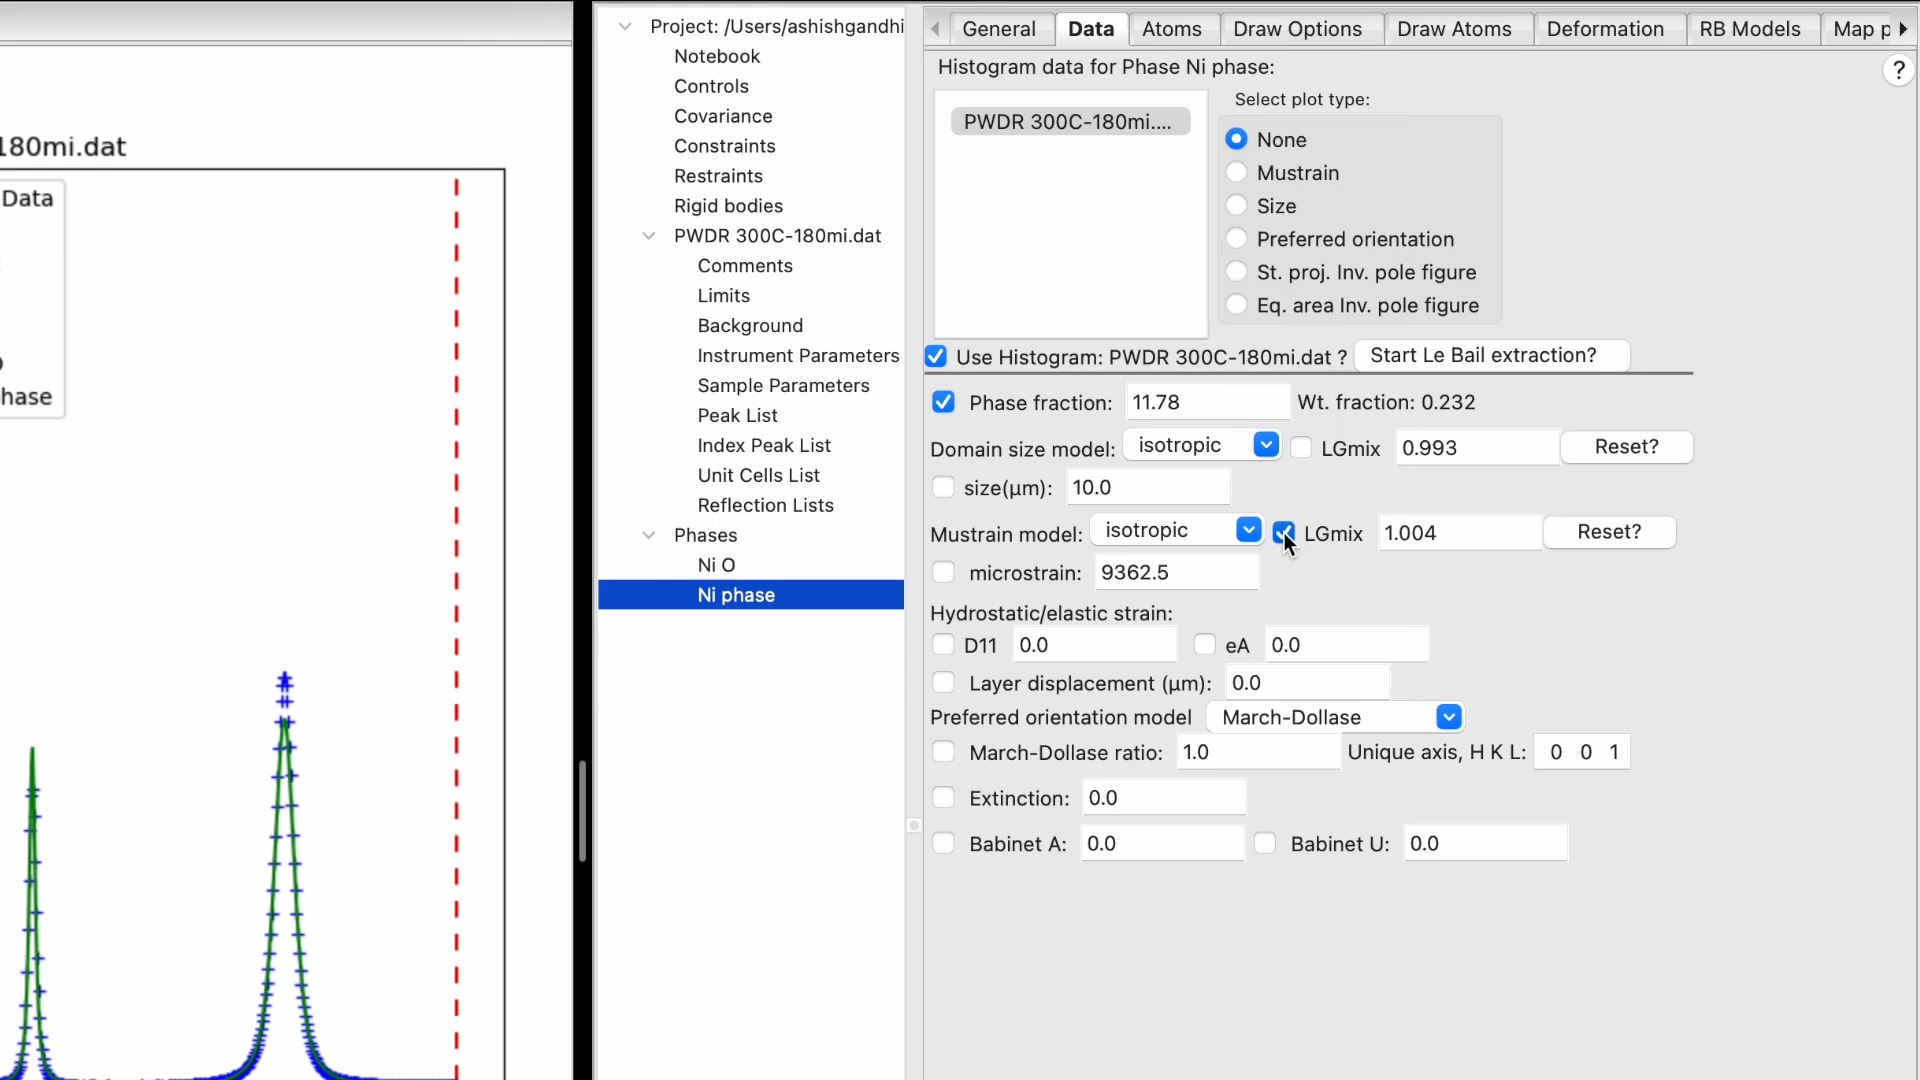 180mi.dat
Data
hase
Project: /Users/ashishgandhi
Notebook
Controls
Covariance
Constraints
Restraints
Rigid bodies
PWDR 300C-180mi.dat
Comments
Limits
Background
Instrument Parameters
Sample Parameters
Peak List
Index Peak List
Unit Cells List
Reflection Lists
Phases
Ni O
Ni phase
General Data Atoms Draw Options Draw Atoms Deformation RB Models Map p
Histogram data for Phase Ni phase:
?
PWDR 300C-180mi....
Select plot type:
None
Mustrain
Size
Preferred orientation
St. proj. Inv. pole figure
Eq. area Inv. pole figure
Use Histogram: PWDR 300C-180mi.dat ? Start Le Bail extraction?
Phase fraction: 11.78 Wt. fraction: 0.232
Domain size model: isotropic LGmix 0.993 Reset?
size(μm): 10.0
Mustrain model: isotropic LGmix 1.004 Reset?
microstrain: 9362.5
Hydrostatic/elastic strain:
D11 0.0 eA 0.0
Layer displacement (μm): 0.0
Preferred orientation model March-Dollase
March-Dollase ratio: 1.0 Unique axis, H K L: 0 0 1
Extinction: 0.0
Babinet A: 0.0 Babinet U: 0.0